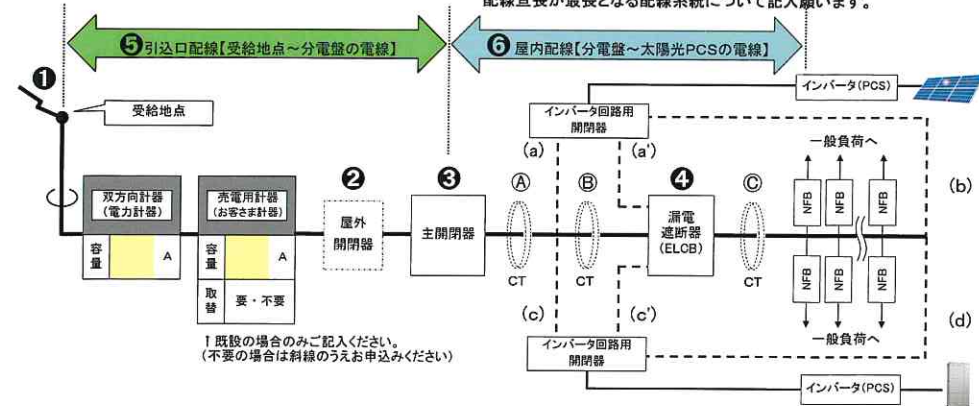 配線亘長が最長となる配線系統について記入願います。
❺引込口配線【受給地点～分電盤の電線】
❻屋内配線【分電盤～太陽光PCSの電線】
❶
受給地点
インバータ(PCS)
インバータ回路用
開閉器
(a)
(a')
一般負荷へ
(b)
双方向計器
(電力計器)
容量
A
売電用計器
(お客さま計器)
容量
A
取替
要・不要
❷
屋外
開閉器
❸
主開閉器
Ⓐ
CT
Ⓑ
CT
❹
漏電
遮断器
(ELCB)
Ⓒ
CT
NFB
NFB
NFB
NFB
NFB
NFB
(c)
(c')
(d)
一般負荷へ
↑既設の場合のみご記入ください。
(不要の場合は斜線のうえお申込みください)
インバータ回路用
開閉器
インバータ(PCS)